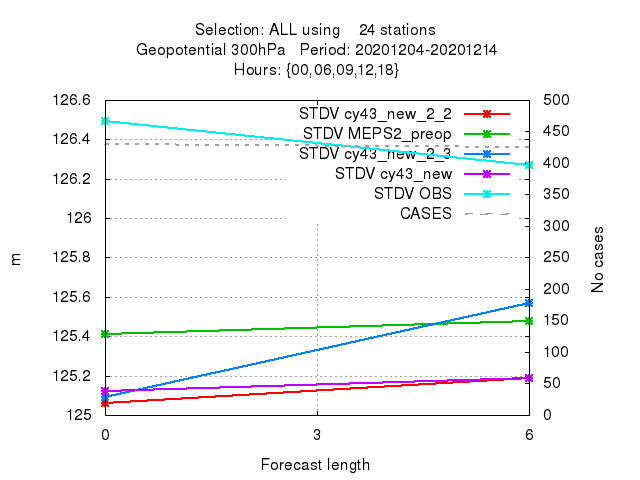 Selection: ALL using 24 stations
Geopotential 300hPa Period: 20201204-20201214
Hours: {00,06,09,12,18}
126.6
126.4
126.2
126
125.8
125.6
125.4
125.2
125
m
STDV cy43_new_2_2
STDV MEPS2_preop
STDV cy43_new_2_3
STDV cy43_new
STDV OBS
CASES
500
450
400
350
300
250
200
150
100
50
0
No cases
0 3 6
Forecast length